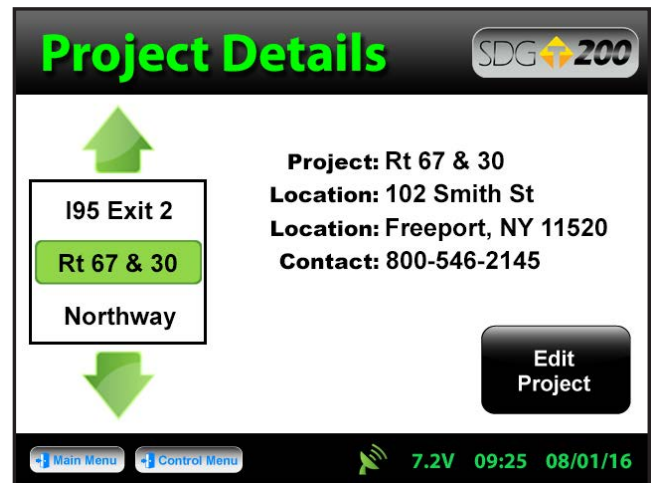 Project Details
SDG 200
I95 Exit 2
Rt 67 & 30
Northway
Project: Rt 67 & 30
Location: 102 Smith St
Location: Freeport, NY 11520
Contact: 800-546-2145
Edit
Project
Main Menu
Control Menu
7.2V 09:25 08/01/16